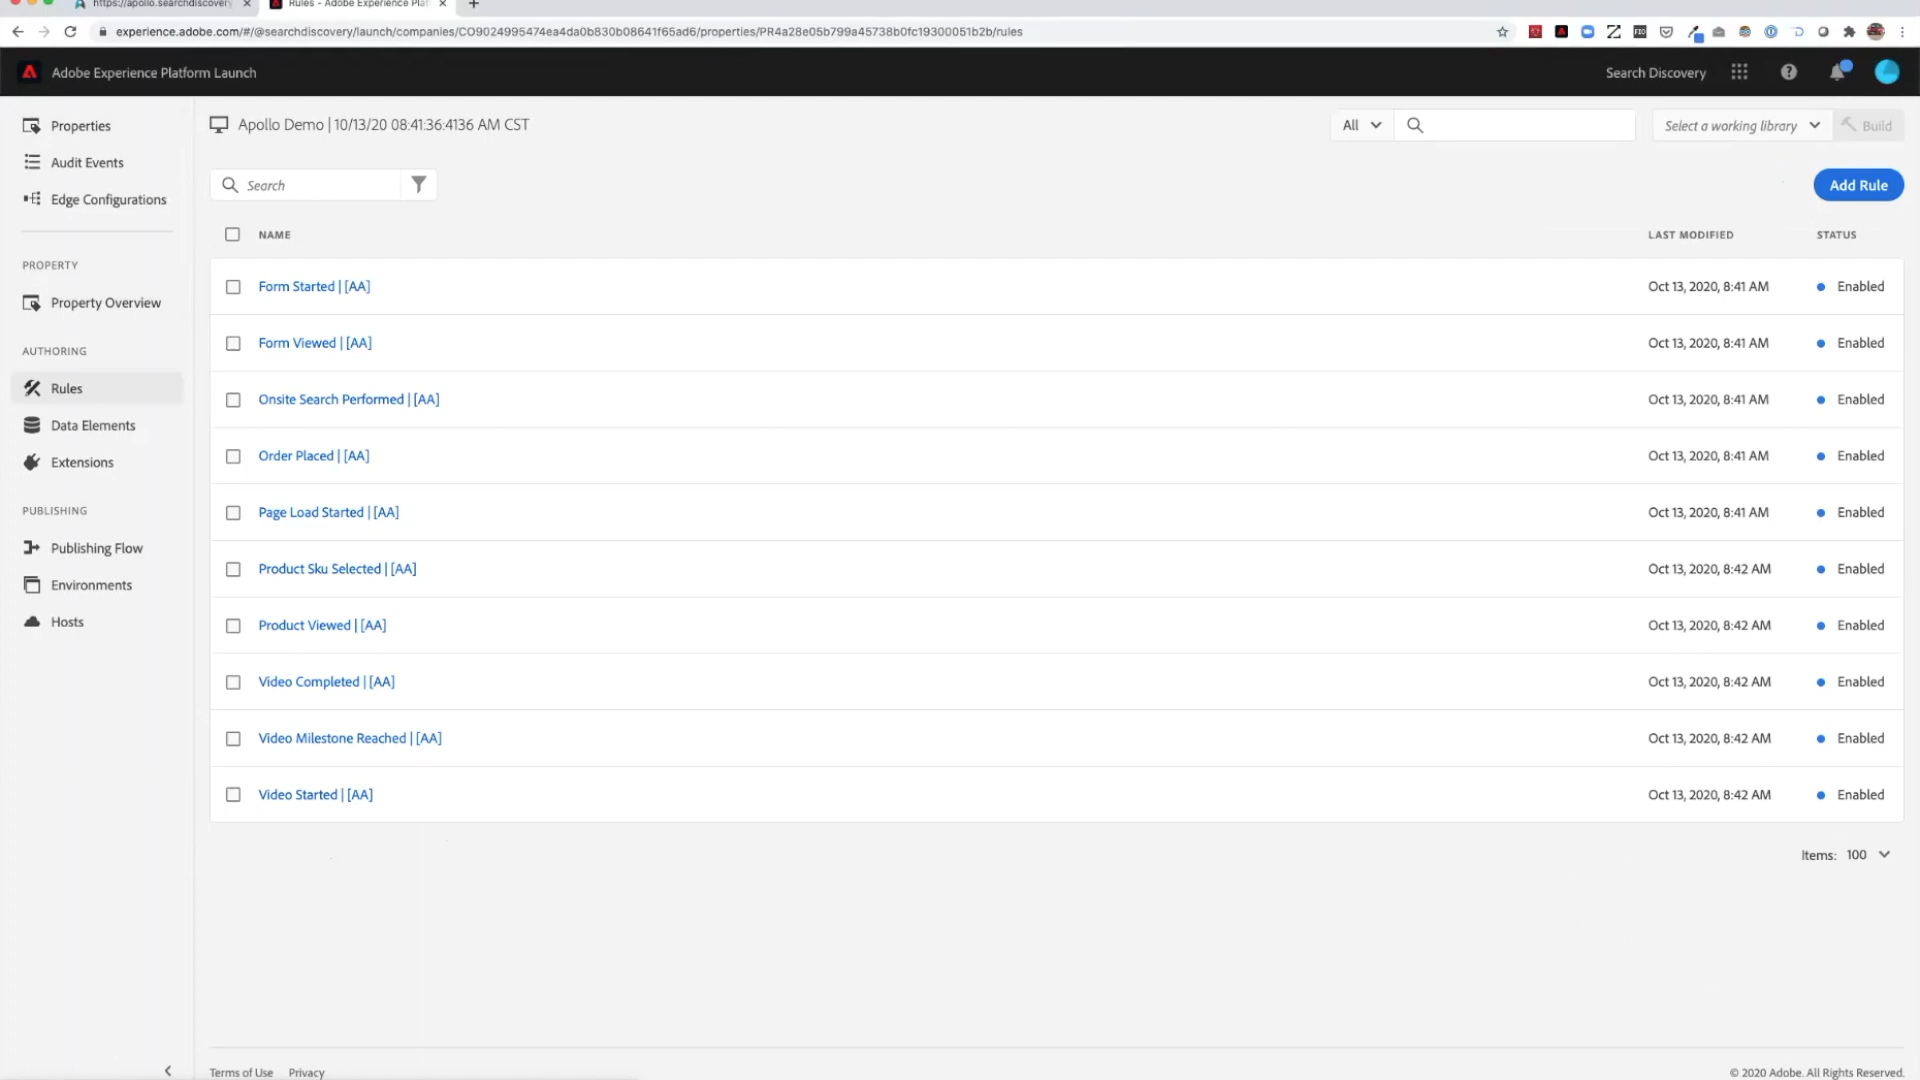 https://apollo.searchdiscovery
Rules - Adobe Experience Plat
experience.adobe.com/#/@searchdiscovery/launch/companies/CO9024995474ea4da0b830b08641f65ad6/properties/PR4a28e05b799a45738b0fc19300051b2b/rules
Adobe Experience Platform Launch
Search Discovery
Properties
Audit Events
Edge Configurations
PROPERTY
Property Overview
AUTHORING
Rules
Data Elements
Extensions
PUBLISHING
Publishing Flow
Environments
Hosts
Apollo Demo | 10/13/20 08:41:36:4136 AM CST
All
Select a working library
Build
Search
Add Rule
NAME LAST MODIFIED STATUS
Form Started | [AA] Oct 13, 2020, 8:41 AM Enabled
Form Viewed | [AA] Oct 13, 2020, 8:41 AM Enabled
Onsite Search Performed | [AA] Oct 13, 2020, 8:41 AM Enabled
Order Placed | [AA] Oct 13, 2020, 8:41 AM Enabled
Page Load Started | [AA] Oct 13, 2020, 8:41 AM Enabled
Product Sku Selected | [AA] Oct 13, 2020, 8:42 AM Enabled
Product Viewed | [AA] Oct 13, 2020, 8:42 AM Enabled
Video Completed | [AA] Oct 13, 2020, 8:42 AM Enabled
Video Milestone Reached | [AA] Oct 13, 2020, 8:42 AM Enabled
Video Started | [AA] Oct 13, 2020, 8:42 AM Enabled
Items: 100
Terms of Use Privacy
© 2020 Adobe. All Rights Reserved.